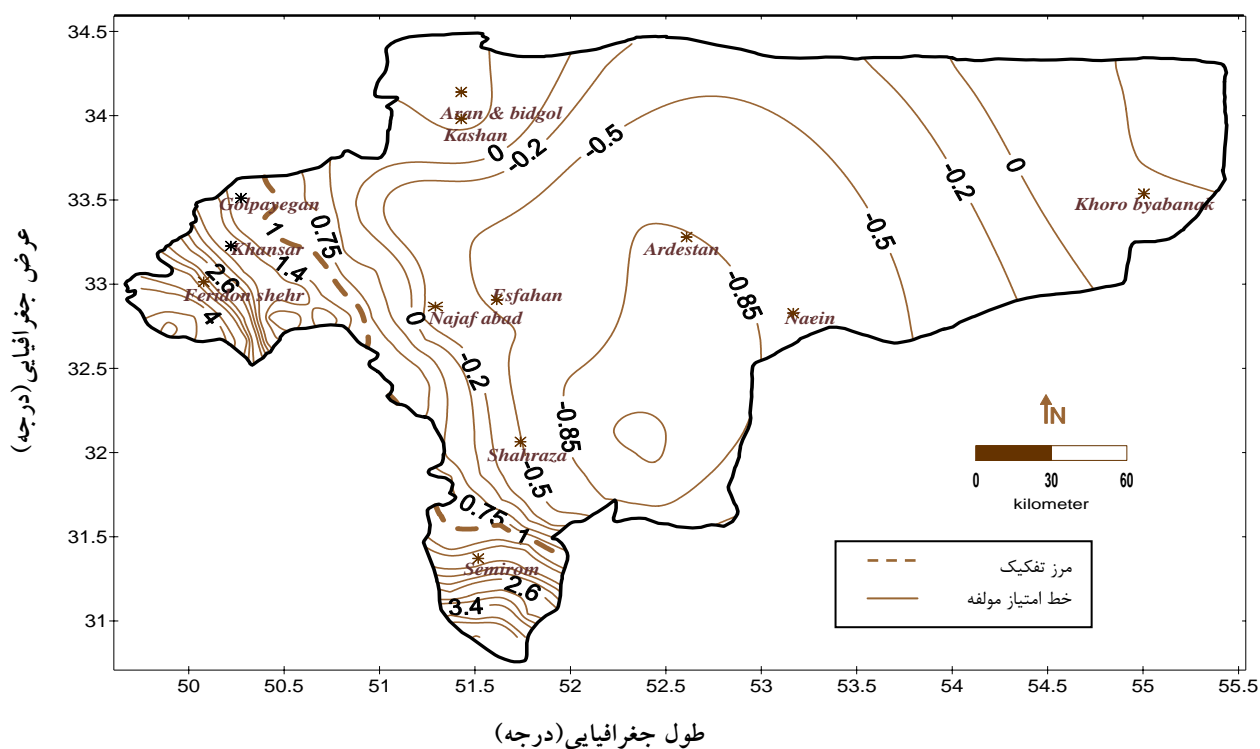 34.5
34
33.5
33
32.5
32
31.5
31
عرض جغرافیایی(درجه)
Aran & bidgol
Kashan
0
-0.2
-0.5
-0.2
0
Golpayegan
1
0.75
Khoro byabanak
-0.5
Khansar
1.4
2.6
Feridon shehr
4
Ardestan
-0.85
Esfahan
Najaf abad
0
Naein
-0.2
-0.85
Shahraza
-0.5
0.75
1
Semirom
2.6
3.4
N
0 30 60
kilometer
مرز تفکیک
خط امتیاز مولفه
50 50.5 51 51.5 52 52.5 53 53.5 54 54.5 55 55.5
طول جغرافیایی(درجه)